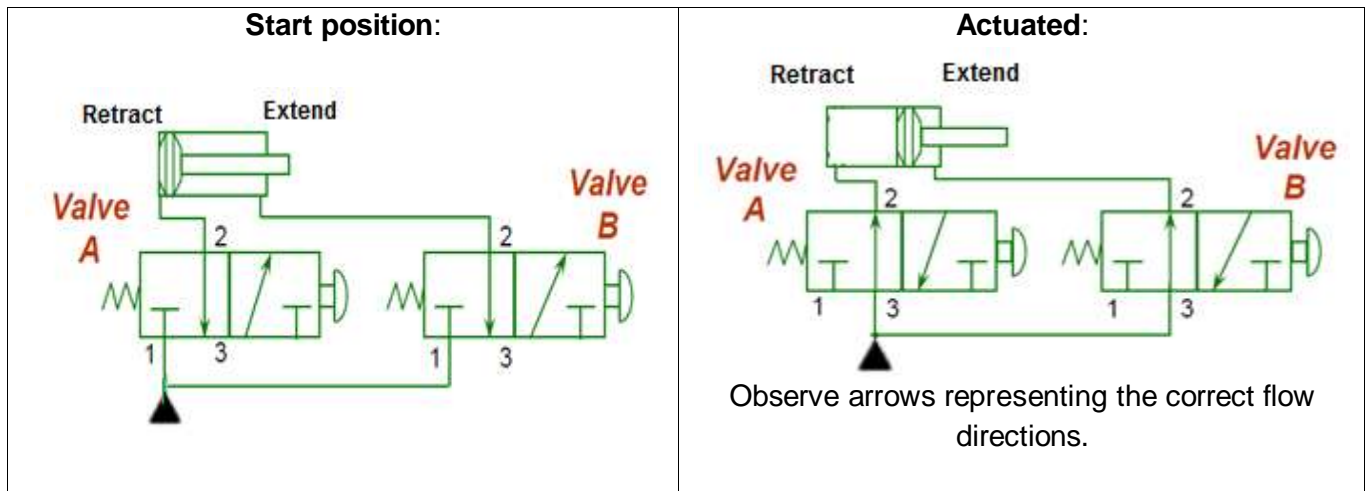 Start position:
Retract Extend
Valve A
Valve B
2
2
1 3
1 3
Actuated:
Retract Extend
Valve
A
Valve
B
2
2
1 3
1 3
Observe arrows representing the correct flow
directions.